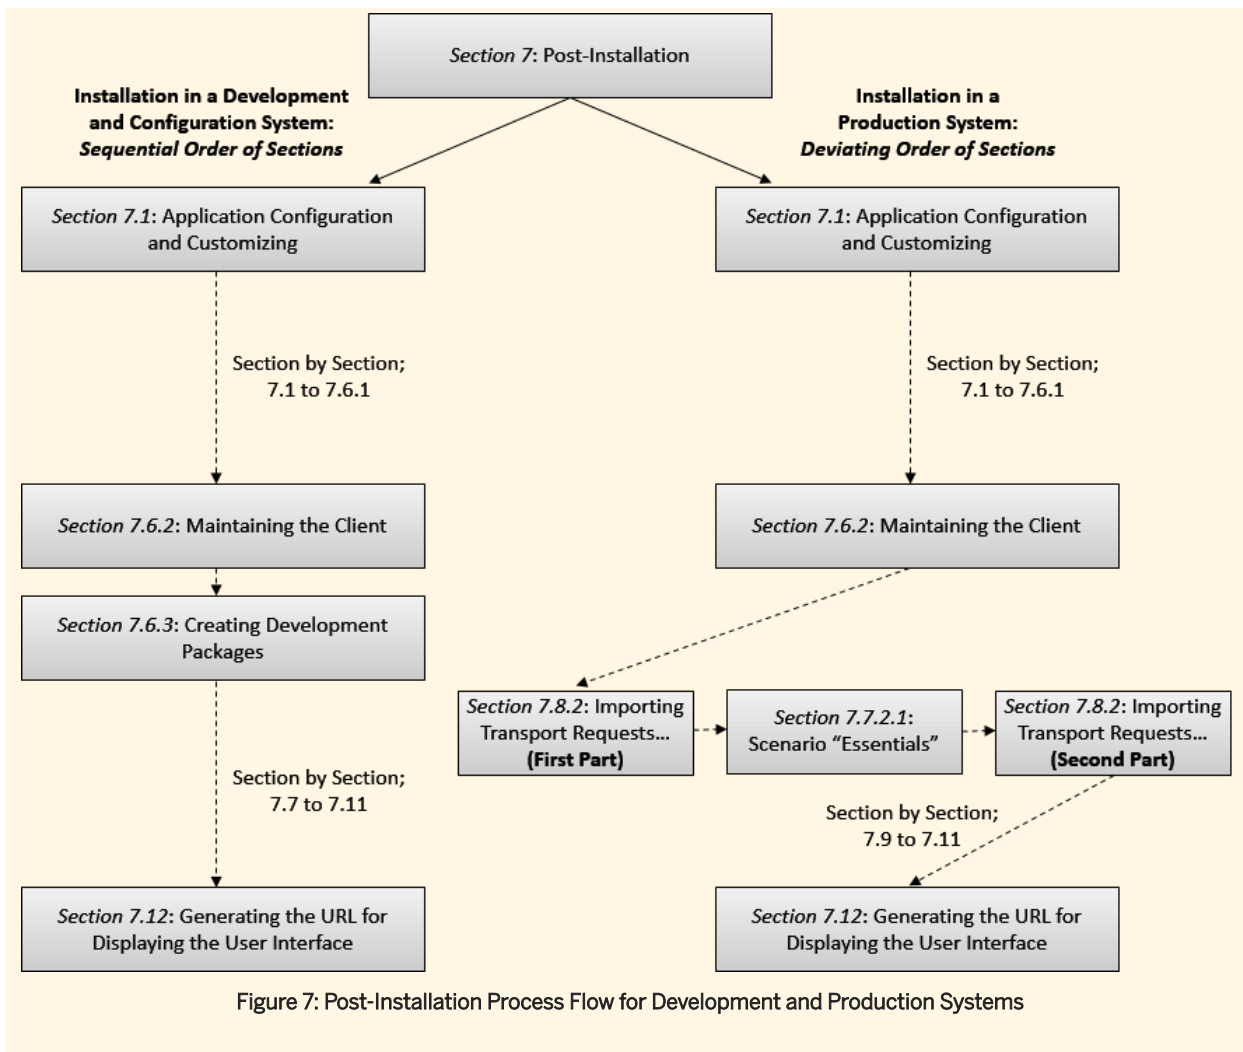 Section 7: Post-Installation
Installation in a Development
and Configuration System:
Sequential Order of Sections
Installation in a
Production System:
Deviating Order of Sections
Section 7.1: Application Configuration
and Customizing
Section 7.1: Application Configuration
and Customizing
Section by Section;
7.1 to 7.6.1
Section by Section;
7.1 to 7.6.1
Section 7.6.2: Maintaining the Client
Section 7.6.2: Maintaining the Client
Section 7.6.3: Creating Development
Packages
Section 7.8.2: Importing
Transport Requests...
(First Part)
Section 7.7.2.1:
Scenario “Essentials”
Section 7.8.2: Importing
Transport Requests...
(Second Part)
Section by Section;
7.7 to 7.11
Section by Section;
7.9 to 7.11
Section 7.12: Generating the URL for
Displaying the User Interface
Section 7.12: Generating the URL for
Displaying the User Interface
Figure 7: Post-Installation Process Flow for Development and Production Systems